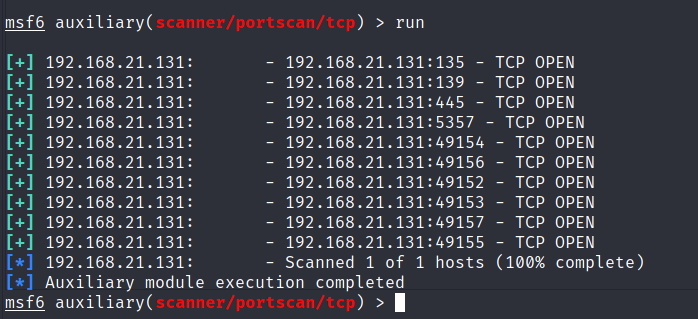 msf6 auxiliary(scanner/portscan/tcp) > run
[+] 192.168.21.131:       - 192.168.21.131:135 - TCP OPEN
[+] 192.168.21.131:       - 192.168.21.131:139 - TCP OPEN
[+] 192.168.21.131:       - 192.168.21.131:445 - TCP OPEN
[+] 192.168.21.131:       - 192.168.21.131:5357 - TCP OPEN
[+] 192.168.21.131:       - 192.168.21.131:49154 - TCP OPEN
[+] 192.168.21.131:       - 192.168.21.131:49156 - TCP OPEN
[+] 192.168.21.131:       - 192.168.21.131:49152 - TCP OPEN
[+] 192.168.21.131:       - 192.168.21.131:49153 - TCP OPEN
[+] 192.168.21.131:       - 192.168.21.131:49157 - TCP OPEN
[+] 192.168.21.131:       - 192.168.21.131:49155 - TCP OPEN
[*] 192.168.21.131:       - Scanned 1 of 1 hosts (100% complete)
[*] Auxiliary module execution completed
msf6 auxiliary(scanner/portscan/tcp) >